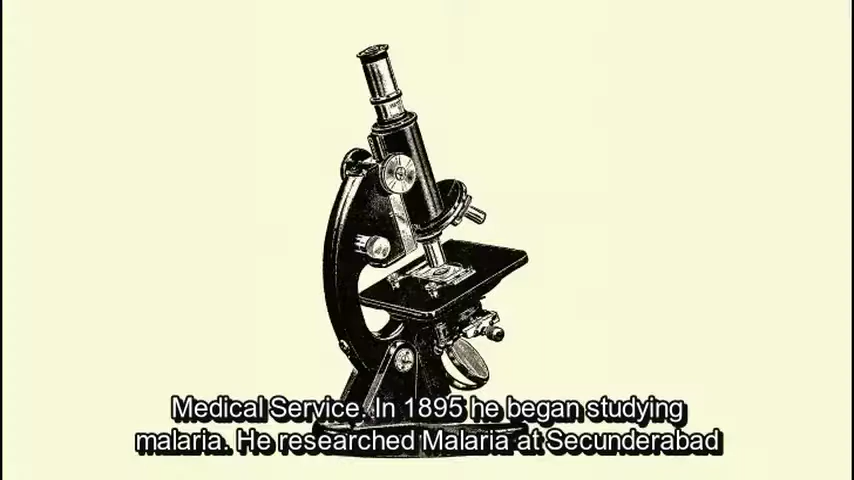 Medical Service. In 1895 he began studying
malaria. He researched Malaria at Secunderabad